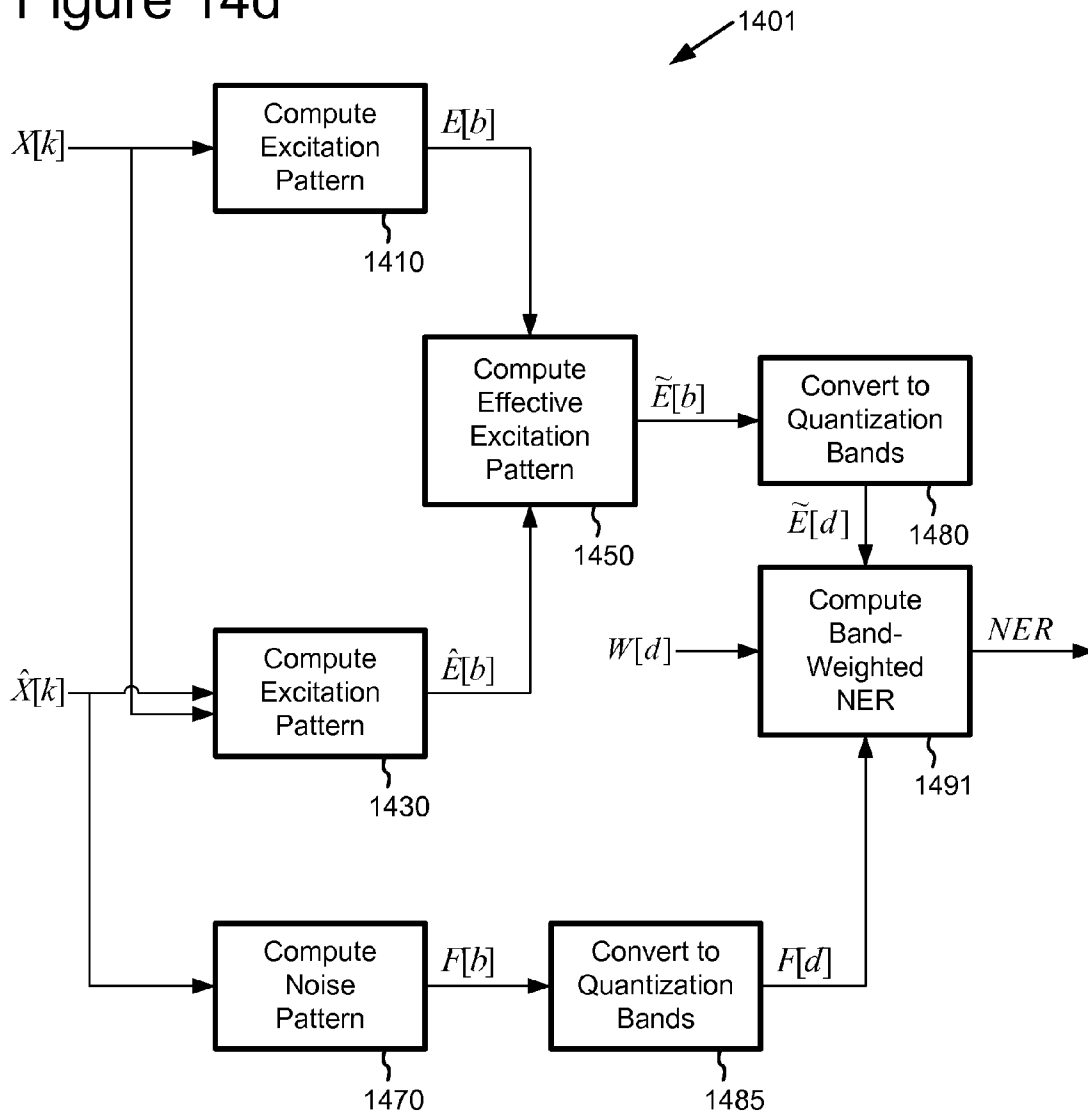 Figure 14d
1401
X[k]
Compute
Excitation
Pattern
1410
E[b]
Compute
Effective
Excitation
Pattern
1450
Ẽ[b]
Convert to
Quantization
Bands
1480
Ẽ[d]
X̂[k]
Compute
Excitation
Pattern
1430
Ê[b]
W[d]
Compute
Band-
Weighted
NER
1491
NER
Compute
Noise
Pattern
1470
F[b]
Convert to
Quantization
Bands
1485
F[d]